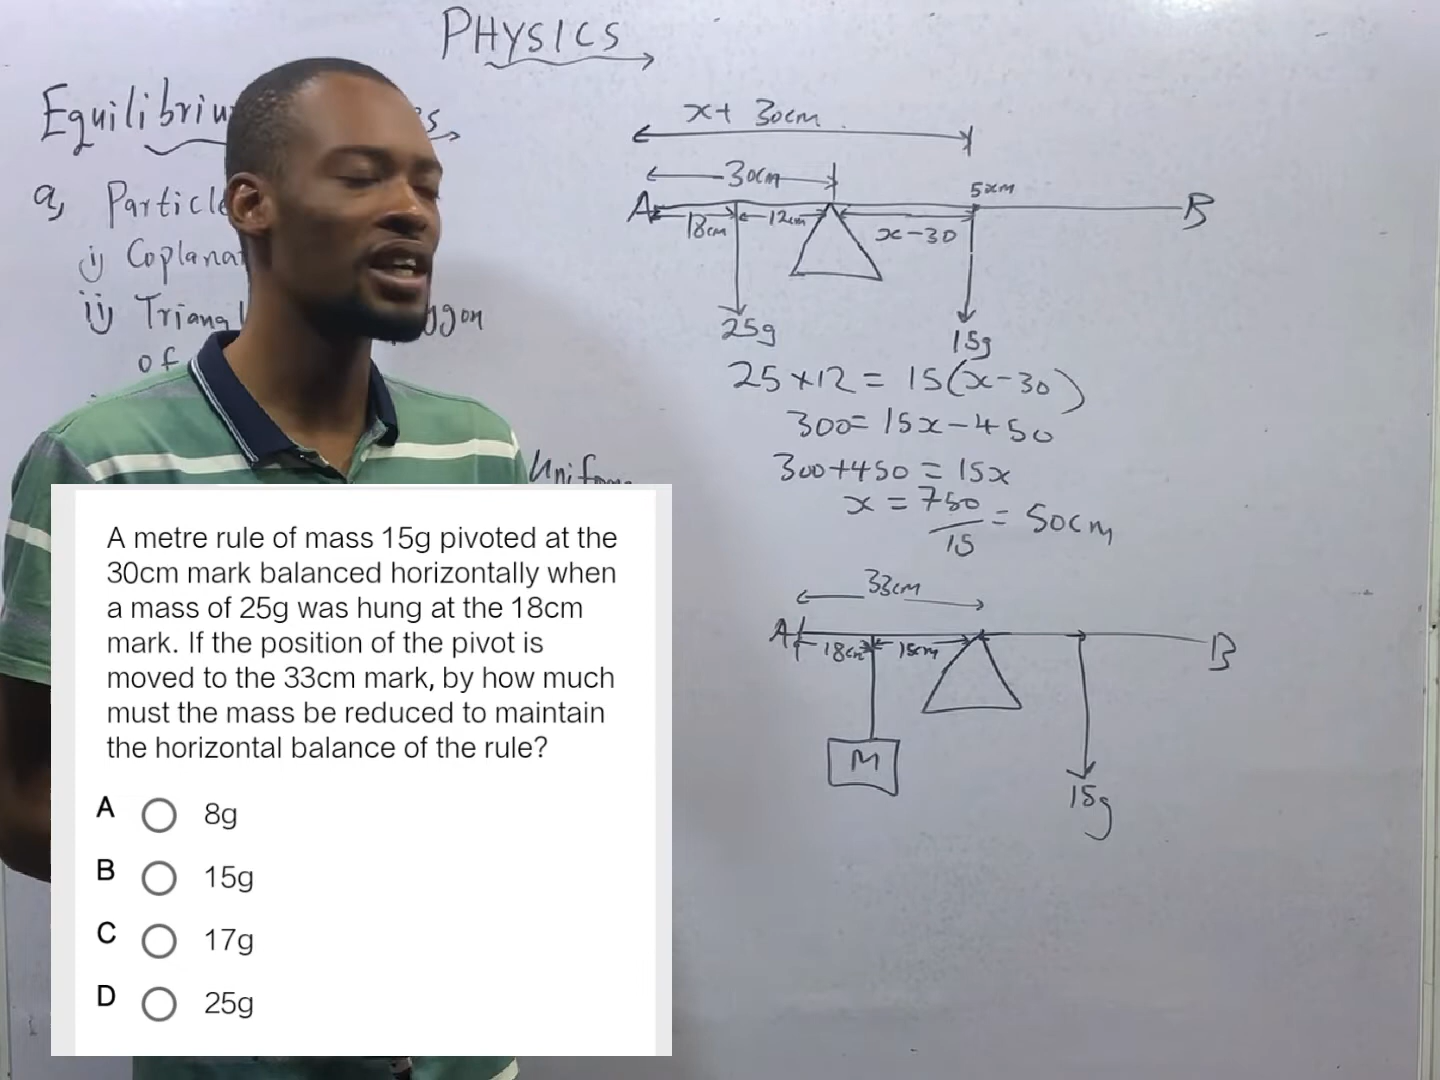 PHYSICS
Equilibriu
s
a, Particle
i) Coplana
ii) Triangl ygon
of
Unifor
x+ 30cm
30cm
A 18cm 12cm x-30 50cm B
25g 15g
25×12 = 15(x-30)
300= 15x-450
300+450 = 15x
x = 750/15 = 50cm
33cm
A 18cm 15cm B
M
15g
A metre rule of mass 15g pivoted at the
30cm mark balanced horizontally when
a mass of 25g was hung at the 18cm
mark. If the position of the pivot is
moved to the 33cm mark, by how much
must the mass be reduced to maintain
the horizontal balance of the rule?
A 8g
B 15g
C 17g
D 25g